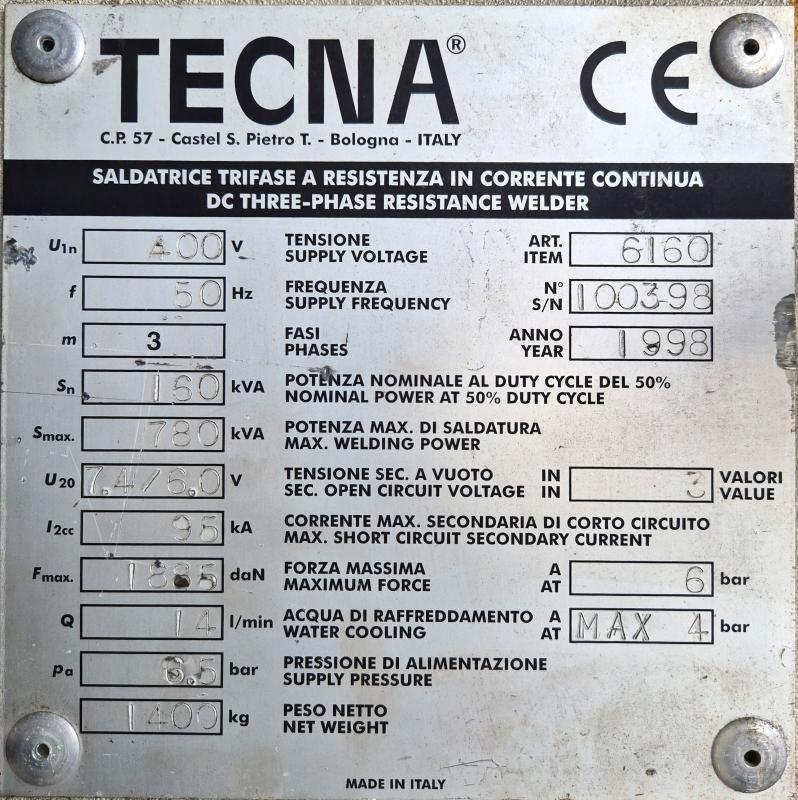 TECNA®
CE
C.P. 57 - Castel S. Pietro T. - Bologna - ITALY
SALDATRICE TRIFASE A RESISTENZA IN CORRENTE CONTINUA
DC THREE-PHASE RESISTANCE WELDER
U1n 400 V TENSIONE SUPPLY VOLTAGE ART. ITEM 6160
f 50 Hz FREQUENZA SUPPLY FREQUENCY N° S/N 100398
m 3 FASI PHASES ANNO YEAR 1998
Sn 160 kVA POTENZA NOMINALE AL DUTY CYCLE DEL 50%
NOMINAL POWER AT 50% DUTY CYCLE
Smax. 780 kVA POTENZA MAX. DI SALDATURA
MAX. WELDING POWER
U20 7.4/6.0 V TENSIONE SEC. A VUOTO IN 3 VALORI
SEC. OPEN CIRCUIT VOLTAGE IN VALUE
I2cc 95 kA CORRENTE MAX. SECONDARIA DI CORTO CIRCUITO
MAX. SHORT CIRCUIT SECONDARY CURRENT
Fmax. daN FORZA MASSIMA A 6 bar
MAXIMUM FORCE AT
Q 14 l/min ACQUA DI RAFFREDDAMENTO A MAX 4 bar
WATER COOLING AT
pa 6.5 bar PRESSIONE DI ALIMENTAZIONE
SUPPLY PRESSURE
1400 kg PESO NETTO
NET WEIGHT
MADE IN ITALY